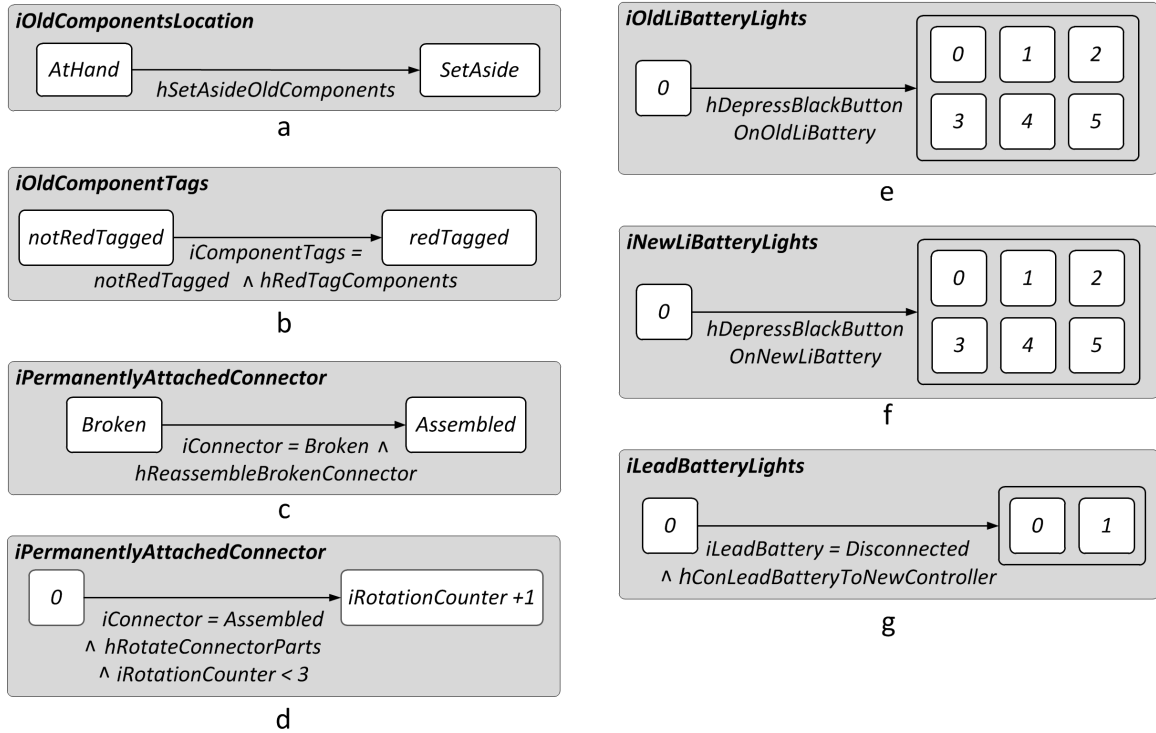 iOldComponentsLocation
AtHand
SetAside
hSetAsideOldComponents
a
iOldComponentTags
notRedTagged
redTagged
iComponentTags =
notRedTagged ∧ hRedTagComponents
b
iPermanentlyAttachedConnector
Broken
Assembled
iConnector = Broken ∧
hReassembleBrokenConnector
c
iPermanentlyAttachedConnector
0
iRotationCounter +1
iConnector = Assembled
∧ hRotateConnectorParts
∧ iRotationCounter < 3
d
iOldLiBatteryLights
0
0 1 2
3 4 5
hDepressBlackButton
OnOldLiBattery
e
iNewLiBatteryLights
0
0 1 2
3 4 5
hDepressBlackButton
OnNewLiBattery
f
iLeadBatteryLights
0
0 1
iLeadBattery = Disconnected
∧ hConLeadBatteryToNewController
g